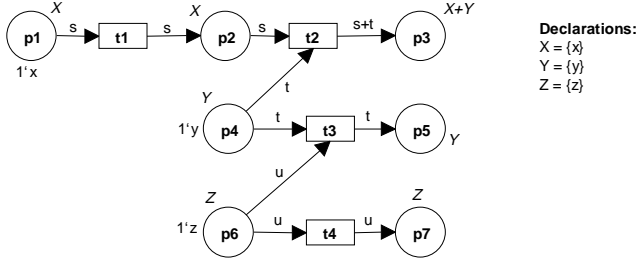 X X X+Y
p1 s t1 s p2 s t2 s+t p3
1'x
t
Y
1'y p4 t t3 t p5
Y
u
Z Z
1'z p6 u t4 u p7
Declarations:
X = {x}
Y = {y}
Z = {z}